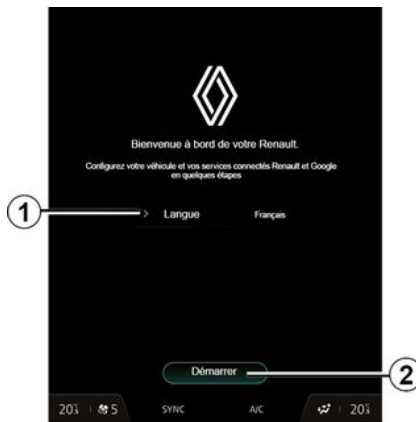 Bienvenue à bord de votre Renault.
Configurez votre véhicule et vos services connectés Renault et Google
en quelques étapes
1
> Langue Français
Démarrer
2
5 SYNC A/C